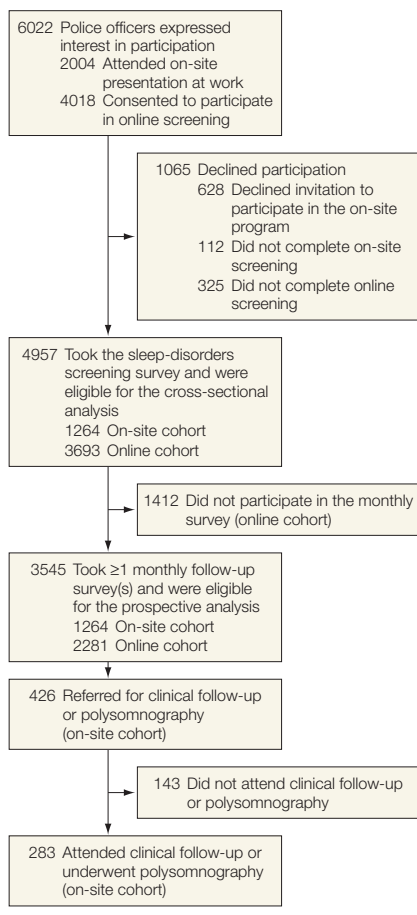 6022 Police officers expressed
interest in participation
2004 Attended on-site
presentation at work
4018 Consented to participate
in online screening
1065 Declined participation
628 Declined invitation to
participate in the on-site
program
112 Did not complete on-site
screening
325 Did not complete online
screening
4957 Took the sleep-disorders
screening survey and were
eligible for the cross-sectional
analysis
1264 On-site cohort
3693 Online cohort
1412 Did not participate in the monthly
survey (online cohort)
3545 Took ≥1 monthly follow-up
survey(s) and were eligible
for the prospective analysis
1264 On-site cohort
2281 Online cohort
426 Referred for clinical follow-up
or polysomnography
(on-site cohort)
143 Did not attend clinical follow-up
or polysomnography
283 Attended clinical follow-up or
underwent polysomnography
(on-site cohort)